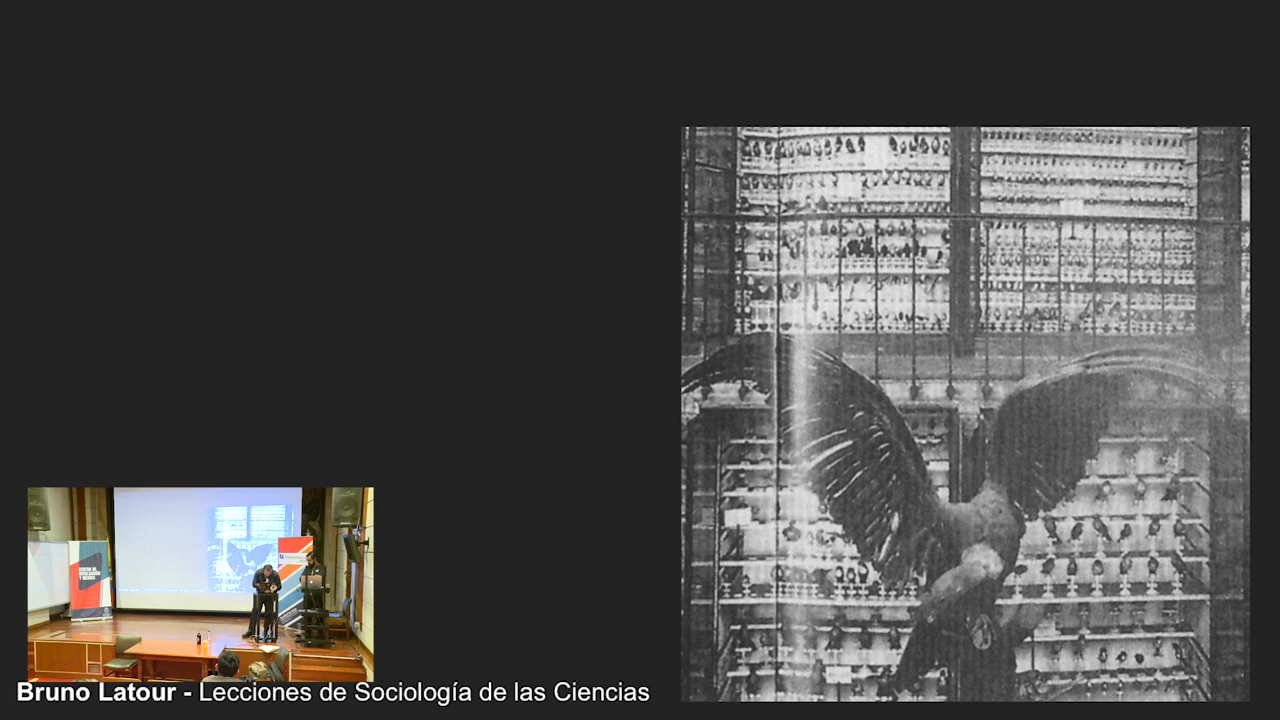 Bruno Latour - Lecciones de Sociología de las Ciencias